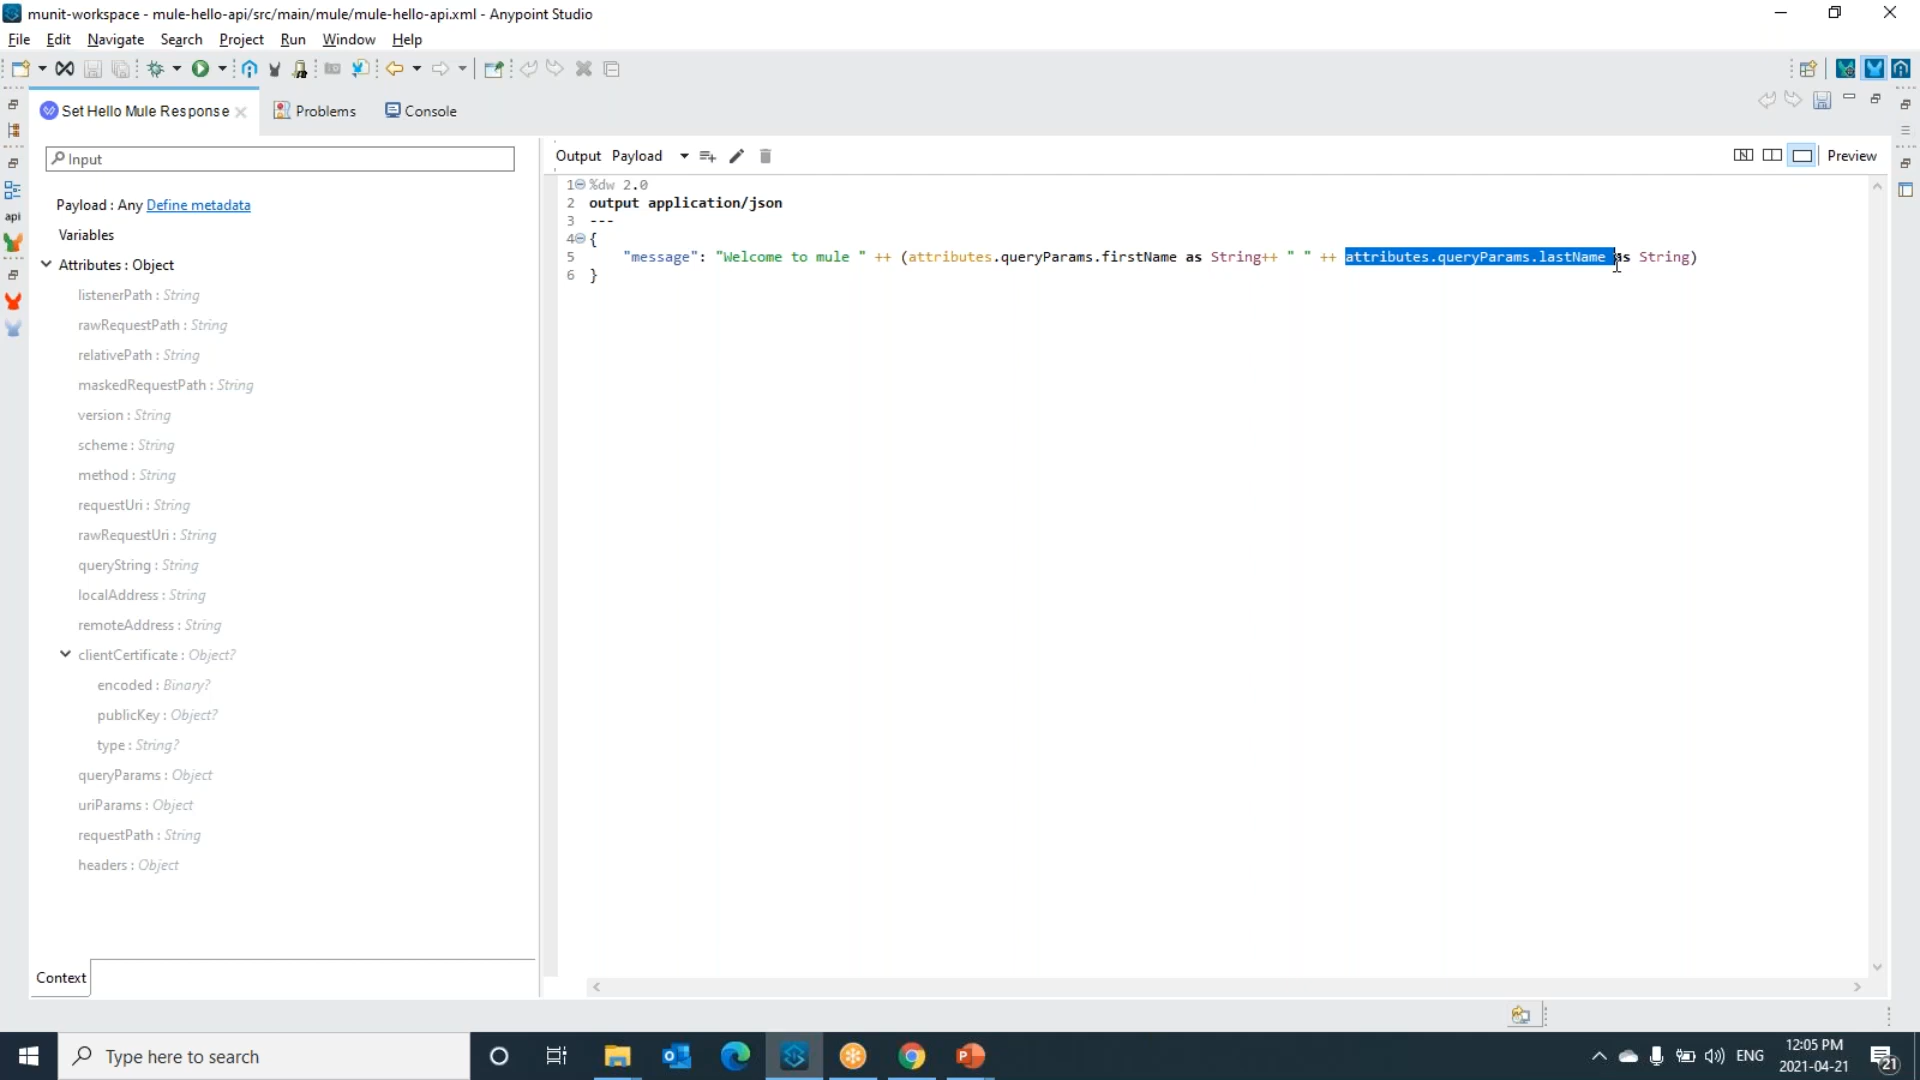 munit-workspace - mule-hello-api/src/main/mule/mule-hello-api.xml - Anypoint Studio
File Edit Navigate Search Project Run Window Help
Set Hello Mule Response Problems Console
Input
Output Payload Preview
Payload : Any Define metadata
Variables
Attributes : Object
listenerPath : String
rawRequestPath : String
relativePath : String
maskedRequestPath : String
version : String
scheme : String
method : String
requestUri : String
rawRequestUri : String
queryString : String
localAddress : String
remoteAddress : String
clientCertificate : Object?
encoded : Binary?
publicKey : Object?
type : String?
queryParams : Object
uriParams : Object
requestPath : String
headers : Object
Context
api
1 %dw 2.0
2 output application/json
3 ---
4 {
5 "message": "Welcome to mule " ++ (attributes.queryParams.firstName as String++ " " ++ attributes.queryParams.lastName as String)
6 }
Type here to search
ENG
12:05 PM
2021-04-21
21